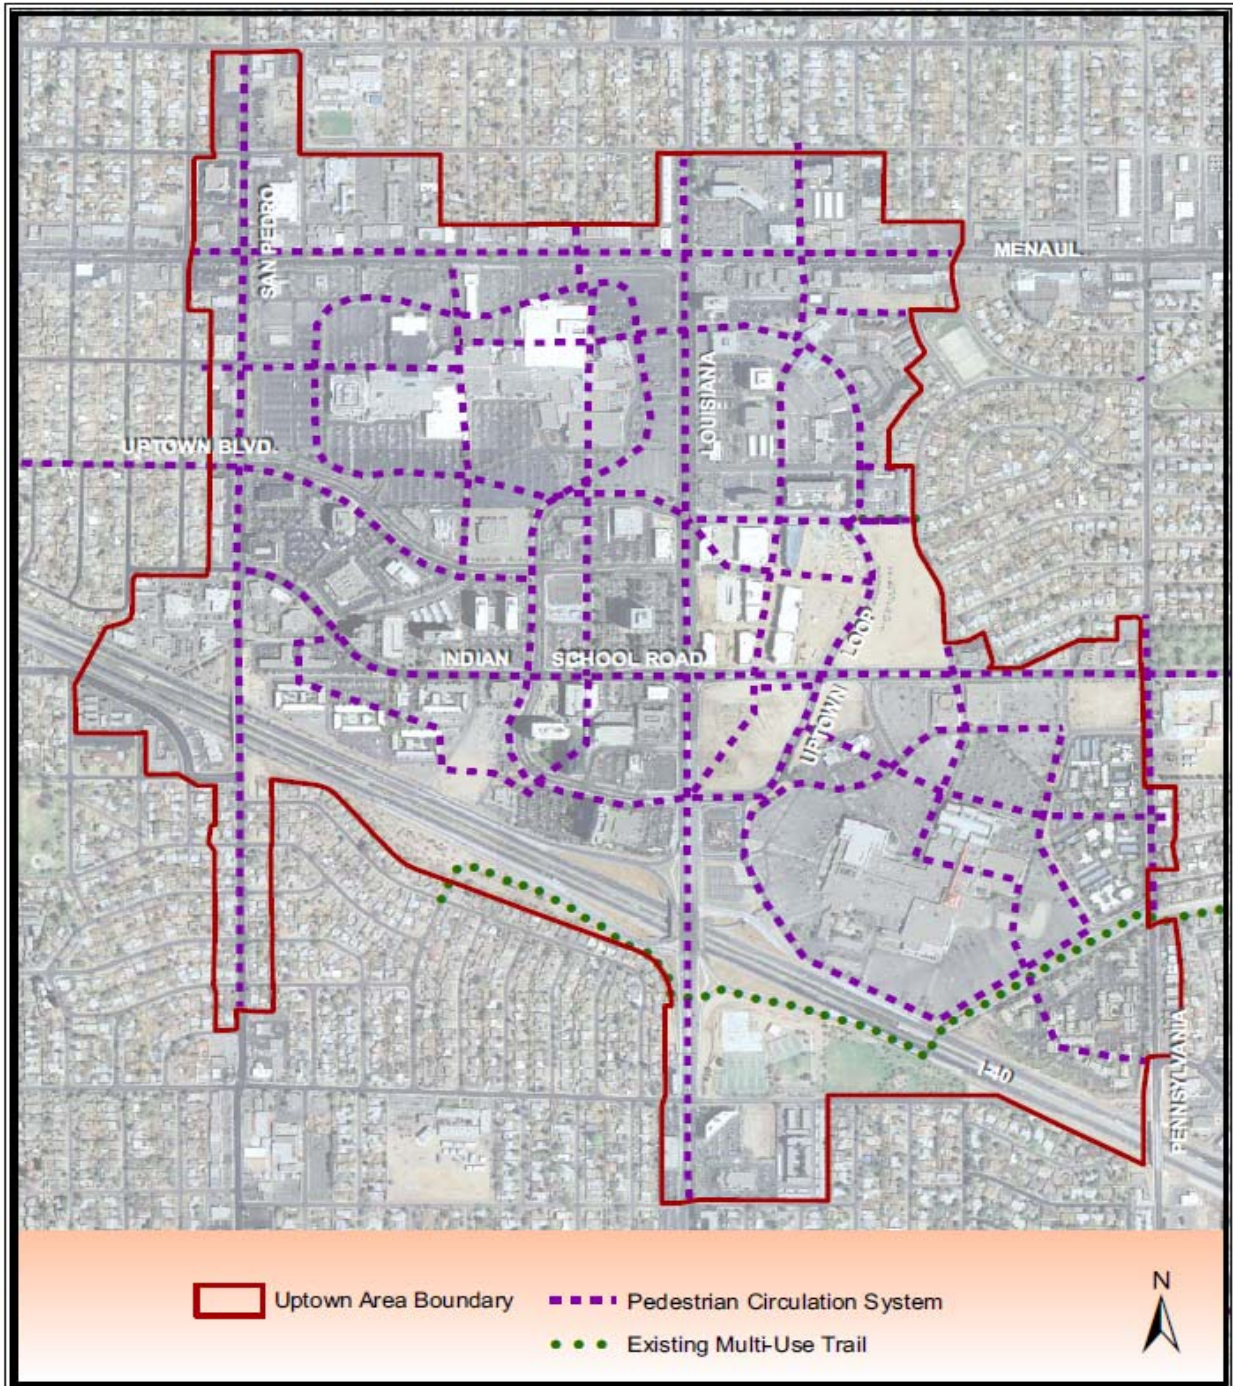 SAN PEDRO
MENAUL
LOUISIANA
UPTOWN BLVD.
INDIAN SCHOOL ROAD
UPTOWN LOOP
I-40
PENNSYLVANIA
Uptown Area Boundary
Pedestrian Circulation System
Existing Multi-Use Trail
N